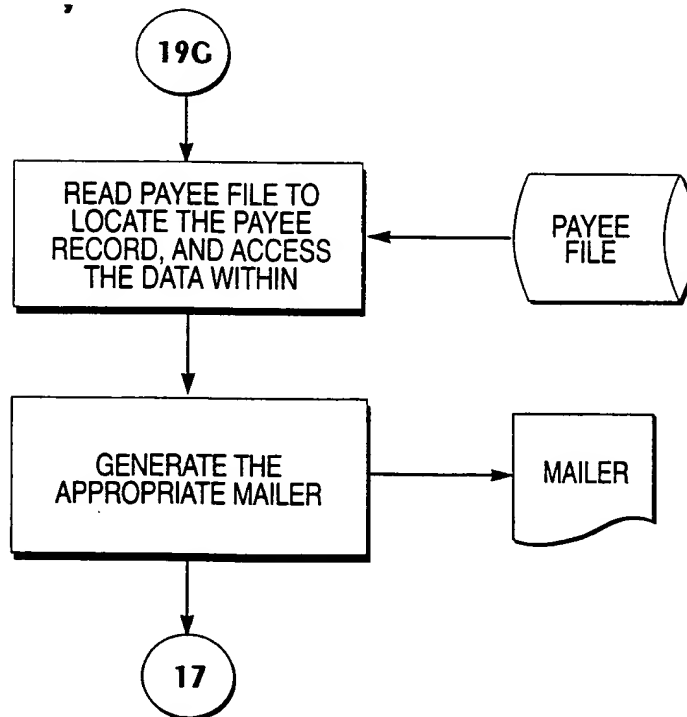 19G
READ PAYEE FILE TO
LOCATE THE PAYEE
RECORD, AND ACCESS
THE DATA WITHIN
PAYEE
FILE
GENERATE THE
APPROPRIATE MAILER
MAILER
17